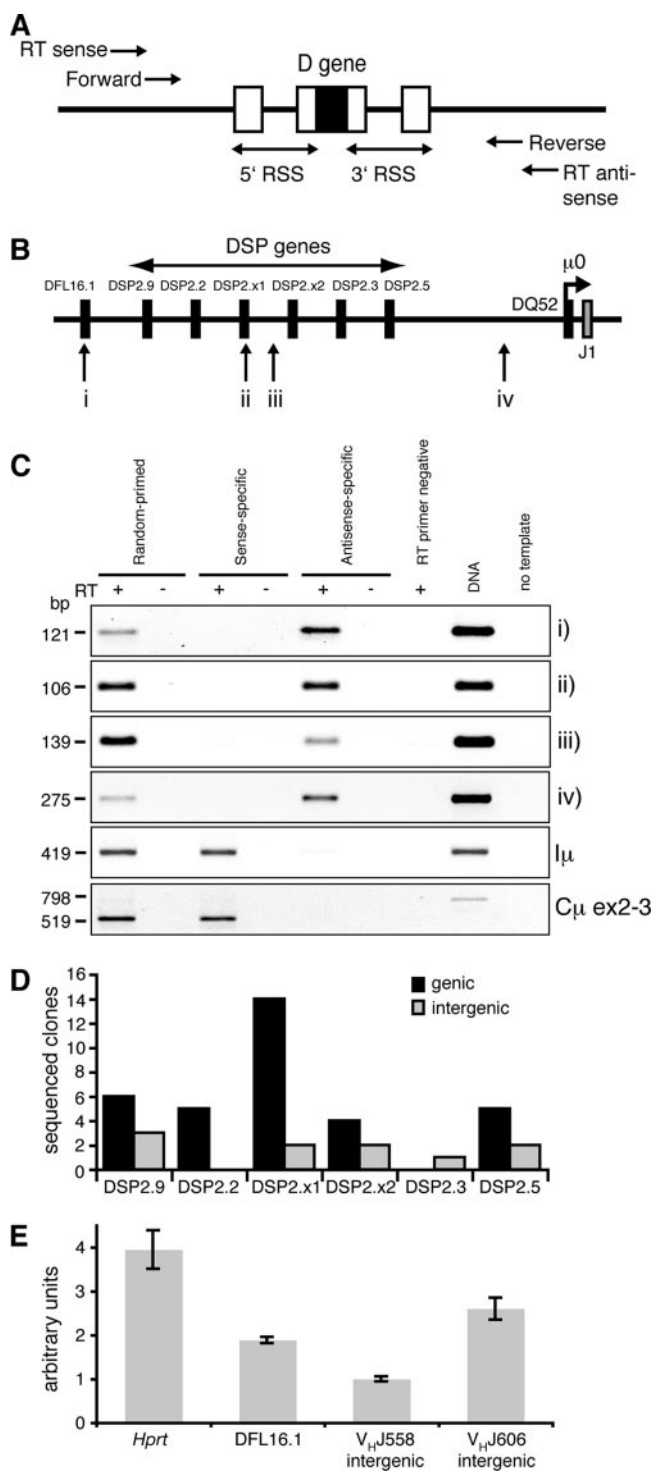 A
RT sense
Forward
D gene
5‘ RSS
3‘ RSS
Reverse
RT anti-
sense
B
DSP genes
DFL16.1 DSP2.9 DSP2.2 DSP2.x1 DSP2.x2 DSP2.3 DSP2.5
μ0
DQ52
J1
i ii iii iv
C
Random-primed
Sense-specific
Antisense-specific
RT primer negative
DNA
no template
RT + - + - + - +
bp
121 i)
106 ii)
139 iii)
275 iv)
419 Iμ
798
519
Cμ ex2-3
D
sequenced clones
16
14
12
10
8
6
4
2
0
genic
intergenic
DSP2.9 DSP2.2 DSP2.x1 DSP2.x2 DSP2.3 DSP2.5
E
arbitrary units
4
3
2
1
0
Hprt DFL16.1 VHJ558 VHJ606
intergenic intergenic